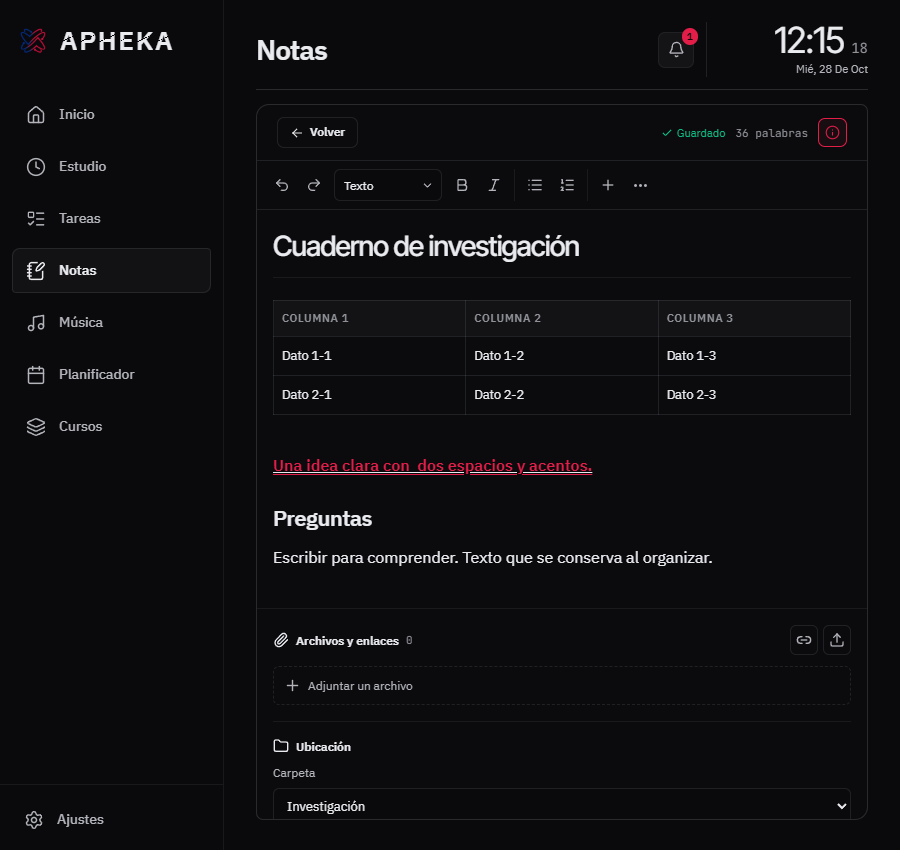 APHEKA
Inicio
Estudio
Tareas
Notas
Música
Planificador
Cursos
Ajustes
Notas
1
12:15 18
Mié, 28 De Oct
Volver
Guardado 36 palabras
Texto
Cuaderno de investigación
COLUMNA 1 COLUMNA 2 COLUMNA 3
Dato 1-1 Dato 1-2 Dato 1-3
Dato 2-1 Dato 2-2 Dato 2-3
Una idea clara con  dos espacios y acentos.
Preguntas
Escribir para comprender. Texto que se conserva al organizar.
Archivos y enlaces 0
Adjuntar un archivo
Ubicación
Carpeta
Investigación